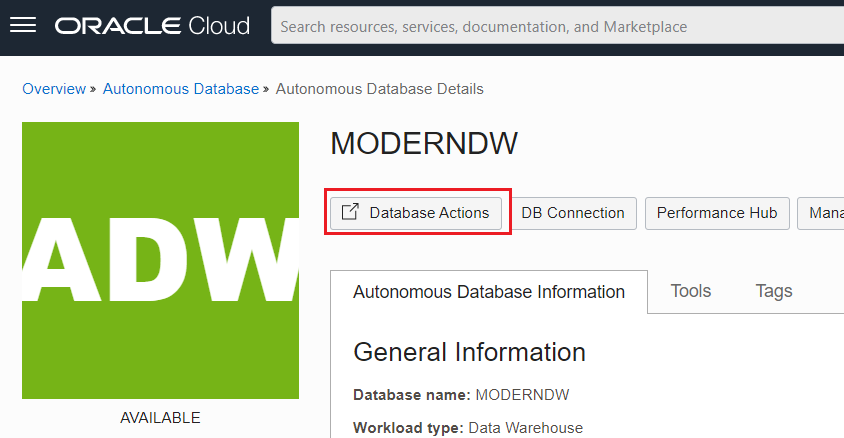 ORACLE Cloud
Search resources, services, documentation, and Marketplace
Overview » Autonomous Database » Autonomous Database Details
ADW
AVAILABLE
MODERNDW
Database Actions
DB Connection
Performance Hub
Mana
Autonomous Database Information
Tools
Tags
General Information
Database name: MODERNDW
Workload type: Data Warehouse